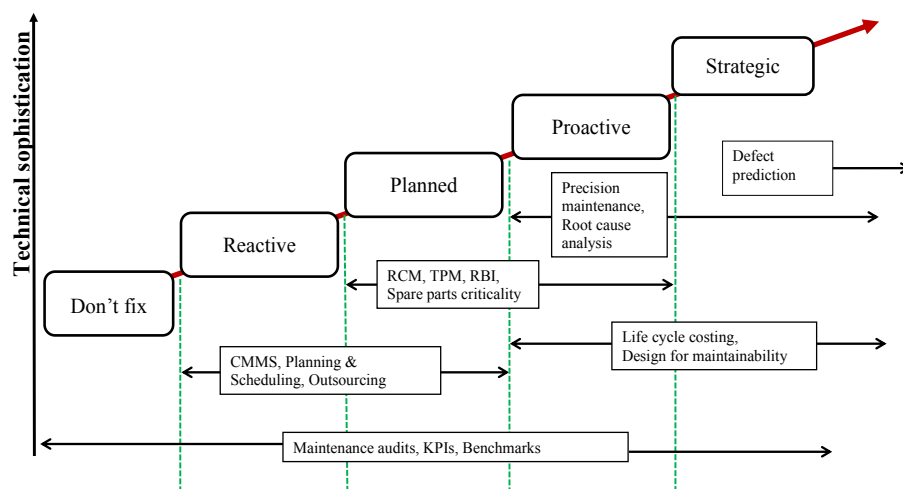 Technical sophistication
Strategic
Proactive
Planned
Reactive
Don’t fix
Defect
prediction
Precision
maintenance,
Root cause
analysis
RCM, TPM, RBI,
Spare parts criticality
Life cycle costing,
Design for maintainability
CMMS, Planning &
Scheduling, Outsourcing
Maintenance audits, KPIs, Benchmarks